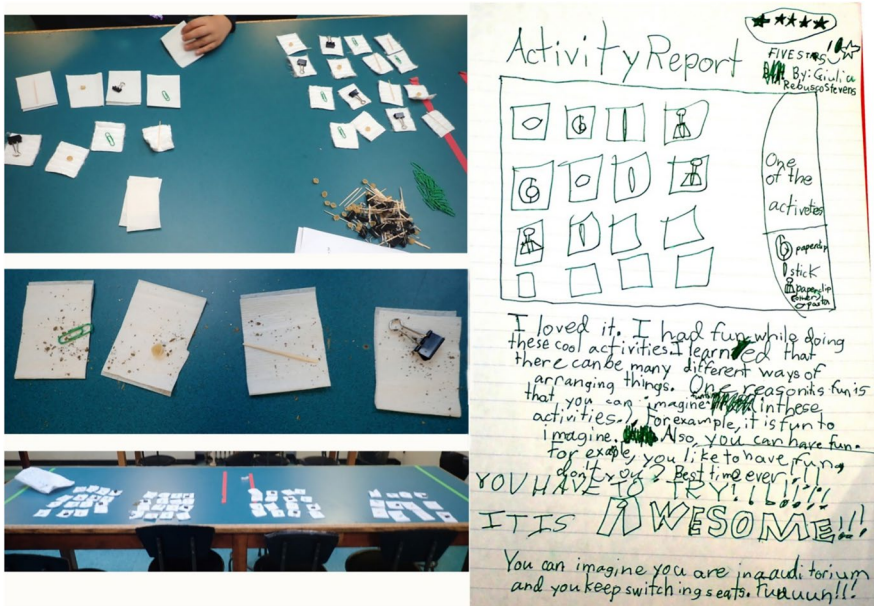 Activity Report
FIVE STARS
By: Giulia
Rebusco Stevens
One
of the
activeties
paperclip
stick
paperclip
pasta
I loved it. I had fun while doing
these cool activities. I learned that
there can be many different ways of
arranging things. One reason its fun is
that you can imagine in these
activities. For example, it is fun to
imagine. Also, you can have fun.
for exaple, you like to have fun,
don't you? Best time ever!!!
YOU HAVE TO TRY!!!!!!!!
IT IS AWESOME!!!
You can imagine you are in a auditorium
and you keep switching seats. Fuuuun!!!